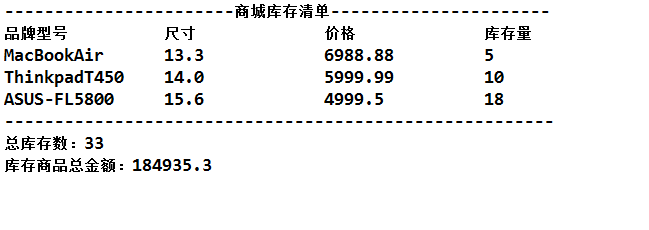 -----------------------商城库存清单----------------------
品牌型号 尺寸 价格 库存量
MacBookAir 13.3 6988.88 5
ThinkpadT450 14.0 5999.99 10
ASUS-FL5800 15.6 4999.5 18
-------------------------------------------------------
总库存数：33
库存商品总金额：184935.3